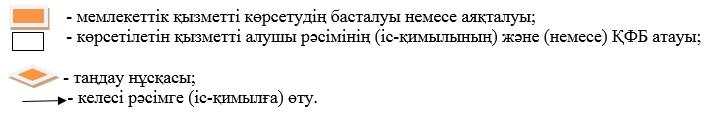 - мемлекеттік қызметті көрсетудің басталуы немесе аяқталуы;
- көрсетілетін қызметті алушы рәсімінің (іс-қимылының) және (немесе) ҚФБ атауы;
- таңдау нұсқасы;
- келесі рәсімге (іс-қимылға) өту.